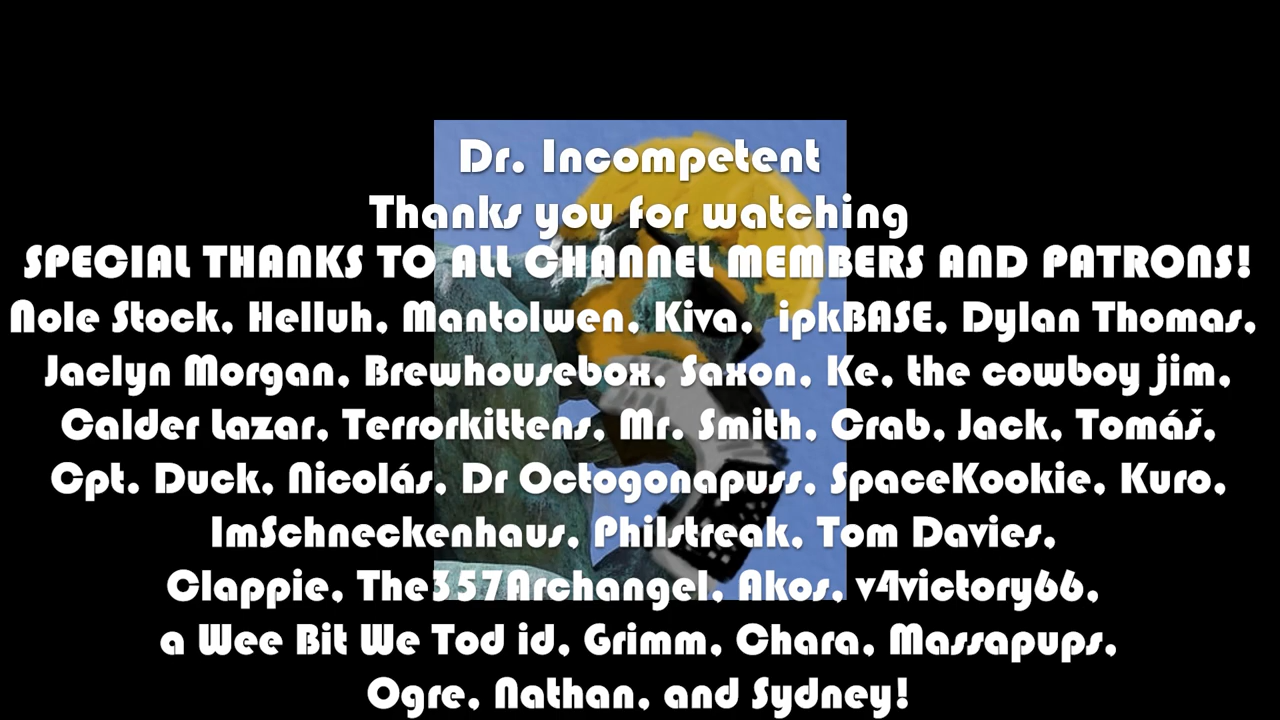 Dr. Incompetent
Thanks you for watching
SPECIAL THANKS TO ALL CHANNEL MEMBERS AND PATRONS!
Nole Stock, Helluh, Mantolwen, Kiva, ipkBASE, Dylan Thomas,
Jaclyn Morgan, Brewhousebox, Saxon, Ke, the cowboy jim,
Calder Lazar, Terrorkittens, Mr. Smith, Crab, Jack, Tomáš,
Cpt. Duck, Nicolás, Dr Octogonapuss, SpaceKookie, Kuro,
ImSchneckenhaus, Philstreak, Tom Davies,
Clappie, The357Archangel, Akos, v4victory66,
a Wee Bit We Tod id, Grimm, Chara, Massapups,
Ogre, Nathan, and Sydney!